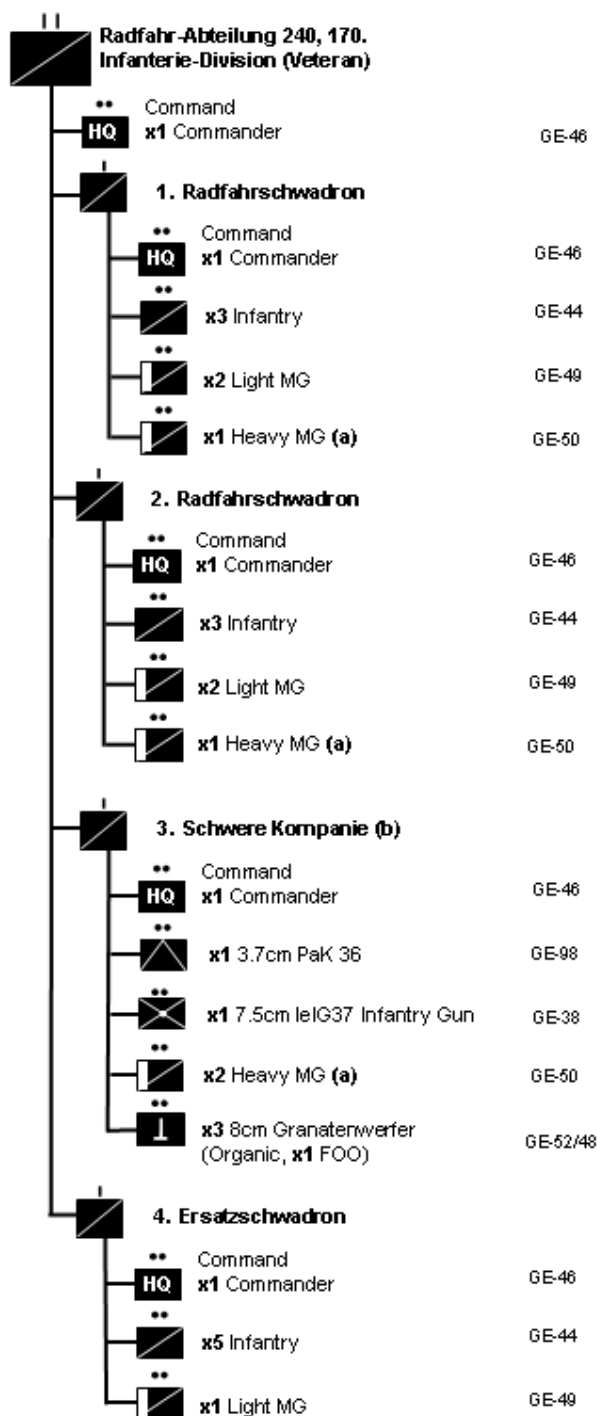 Radfahr-Abteilung 240, 170.
Infanterie-Division (Veteran)
Command
HQ x1 Commander GE-46
1. Radfahrschwadron
Command
HQ x1 Commander GE-46
x3 Infantry GE-44
x2 Light MG GE-49
x1 Heavy MG (a) GE-50
2. Radfahrschwadron
Command
HQ x1 Commander GE-46
x3 Infantry GE-44
x2 Light MG GE-49
x1 Heavy MG (a) GE-50
3. Schwere Kompanie (b)
Command
HQ x1 Commander GE-46
x1 3.7cm PaK 36 GE-98
x1 7.5cm leIG37 Infantry Gun GE-38
x2 Heavy MG (a) GE-50
x3 8cm Granatenwerfer
(Organic, x1 FOO) GE-52/48
4. Ersatzschwadron
Command
HQ x1 Commander GE-46
x5 Infantry GE-44
x1 Light MG GE-49